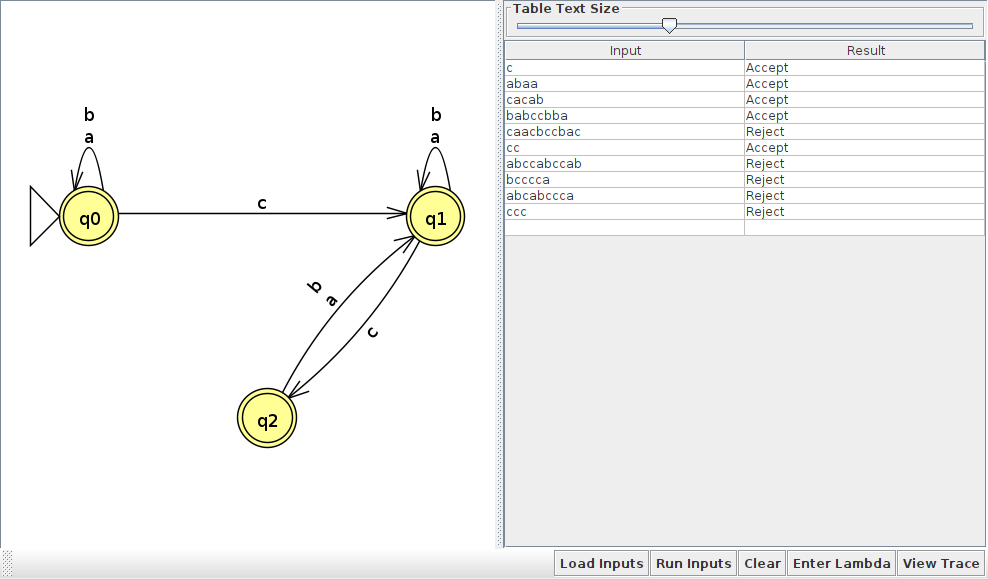 b
a
q0
c
b
a
q1
b
a
c
q2
Table Text Size
Input Result
c Accept
abaa Accept
cacab Accept
babccbba Accept
caacbccbac Reject
cc Accept
abccabccab Reject
bcccca Reject
abcabccca Reject
ccc Reject
Load Inputs Run Inputs Clear Enter Lambda View Trace